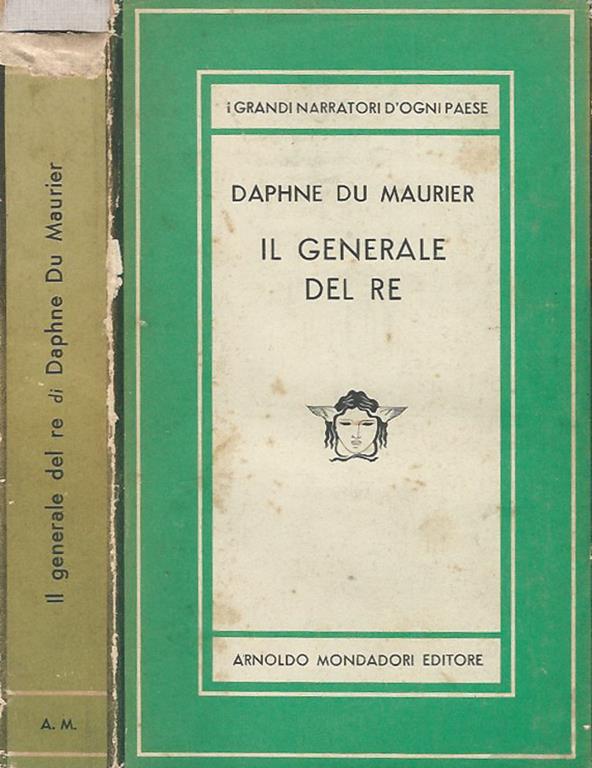 Il generale del re di Daphne Du Maurier
A. M.
i GRANDI NARRATORI D'OGNI PAESE
DAPHNE DU MAURIER
IL GENERALE
DEL RE
ARNOLDO MONDADORI EDITORE